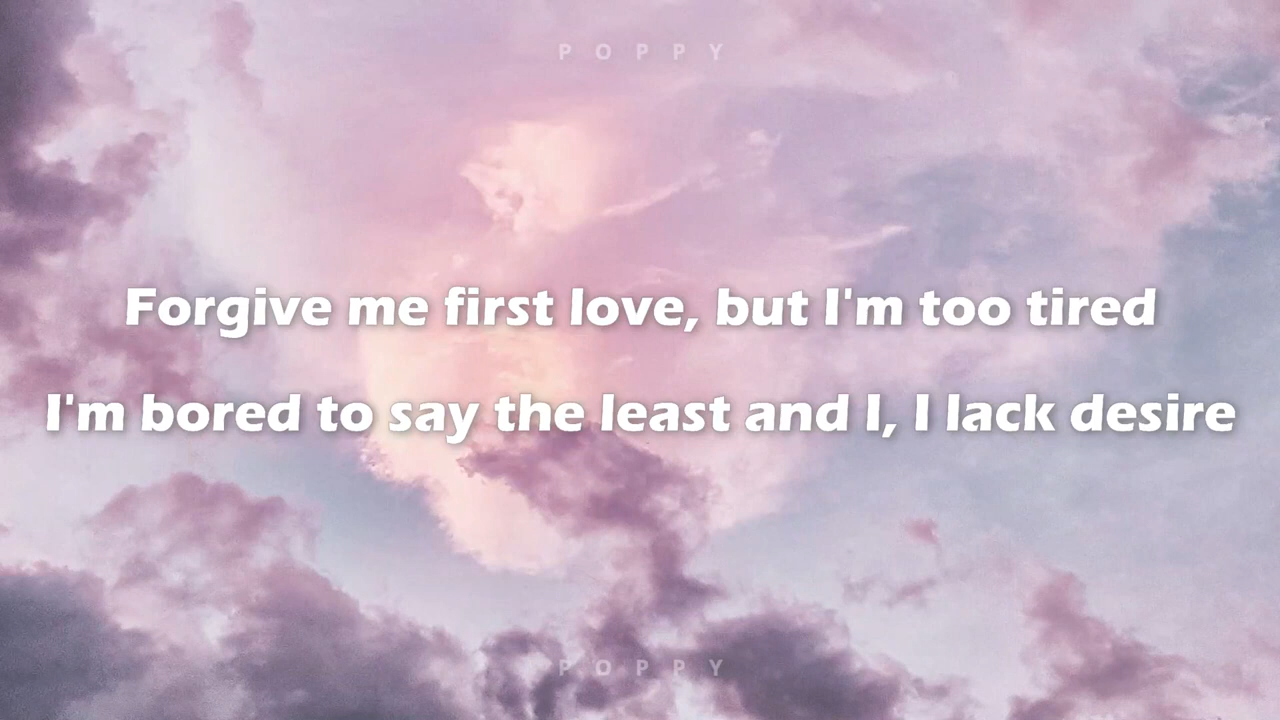 POPPY
Forgive me first love, but I'm too tired
I'm bored to say the least and I, I lack desire
POPPY